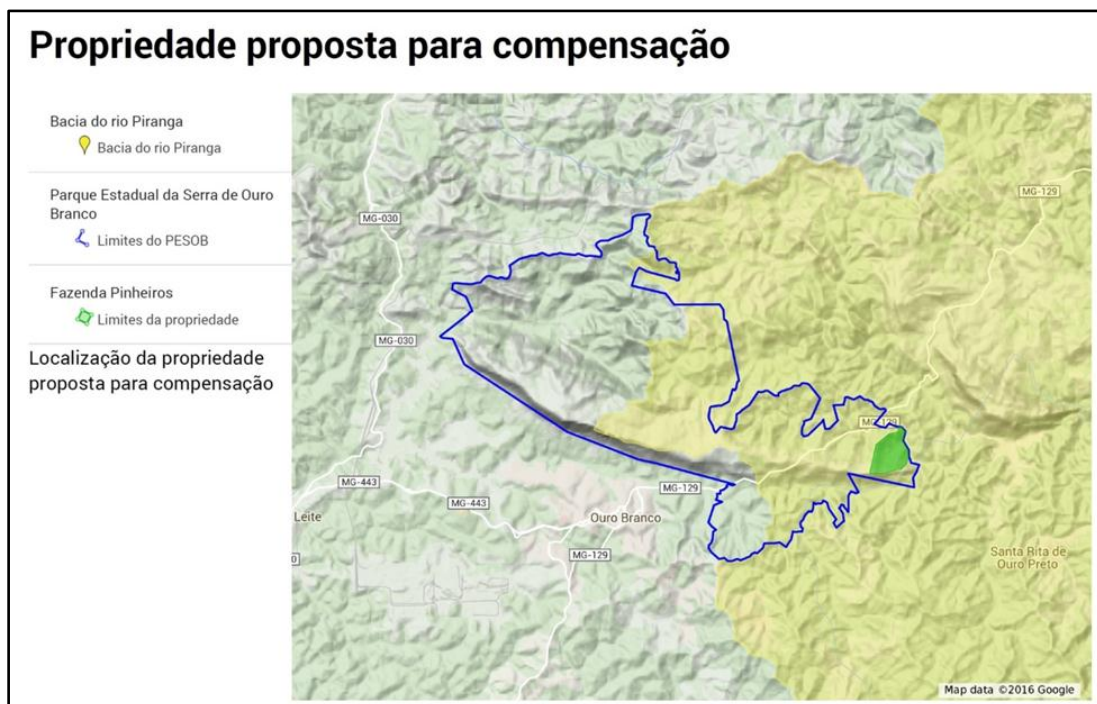 Propriedade proposta para compensação
Bacia do rio Piranga
Bacia do rio Piranga
Parque Estadual da Serra de Ouro
Branco
Limites do PESOB
Fazenda Pinheiros
Limites da propriedade
Localização da propriedade
proposta para compensação
MG-129
MG-030
MG-030
MG-129
MG-443
MG-129
MG-443
Leite
Ouro Branco
MG-129
0
Santa Rita de
Ouro Preto
Map data ©2016 Google